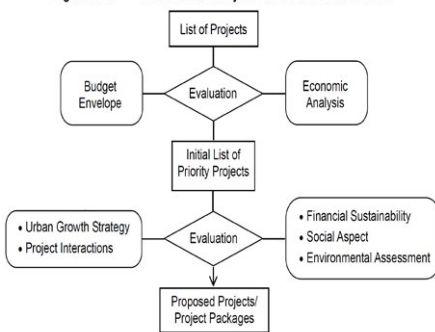 List of Projects
Budget
Envelope
Evaluation
Economic
Analysis
Initial List of
Priority Projects
• Urban Growth Strategy
• Project Interactions
Evaluation
• Financial Sustainability
• Social Aspect
• Environmental Assessment
Proposed Projects/
Project Packages